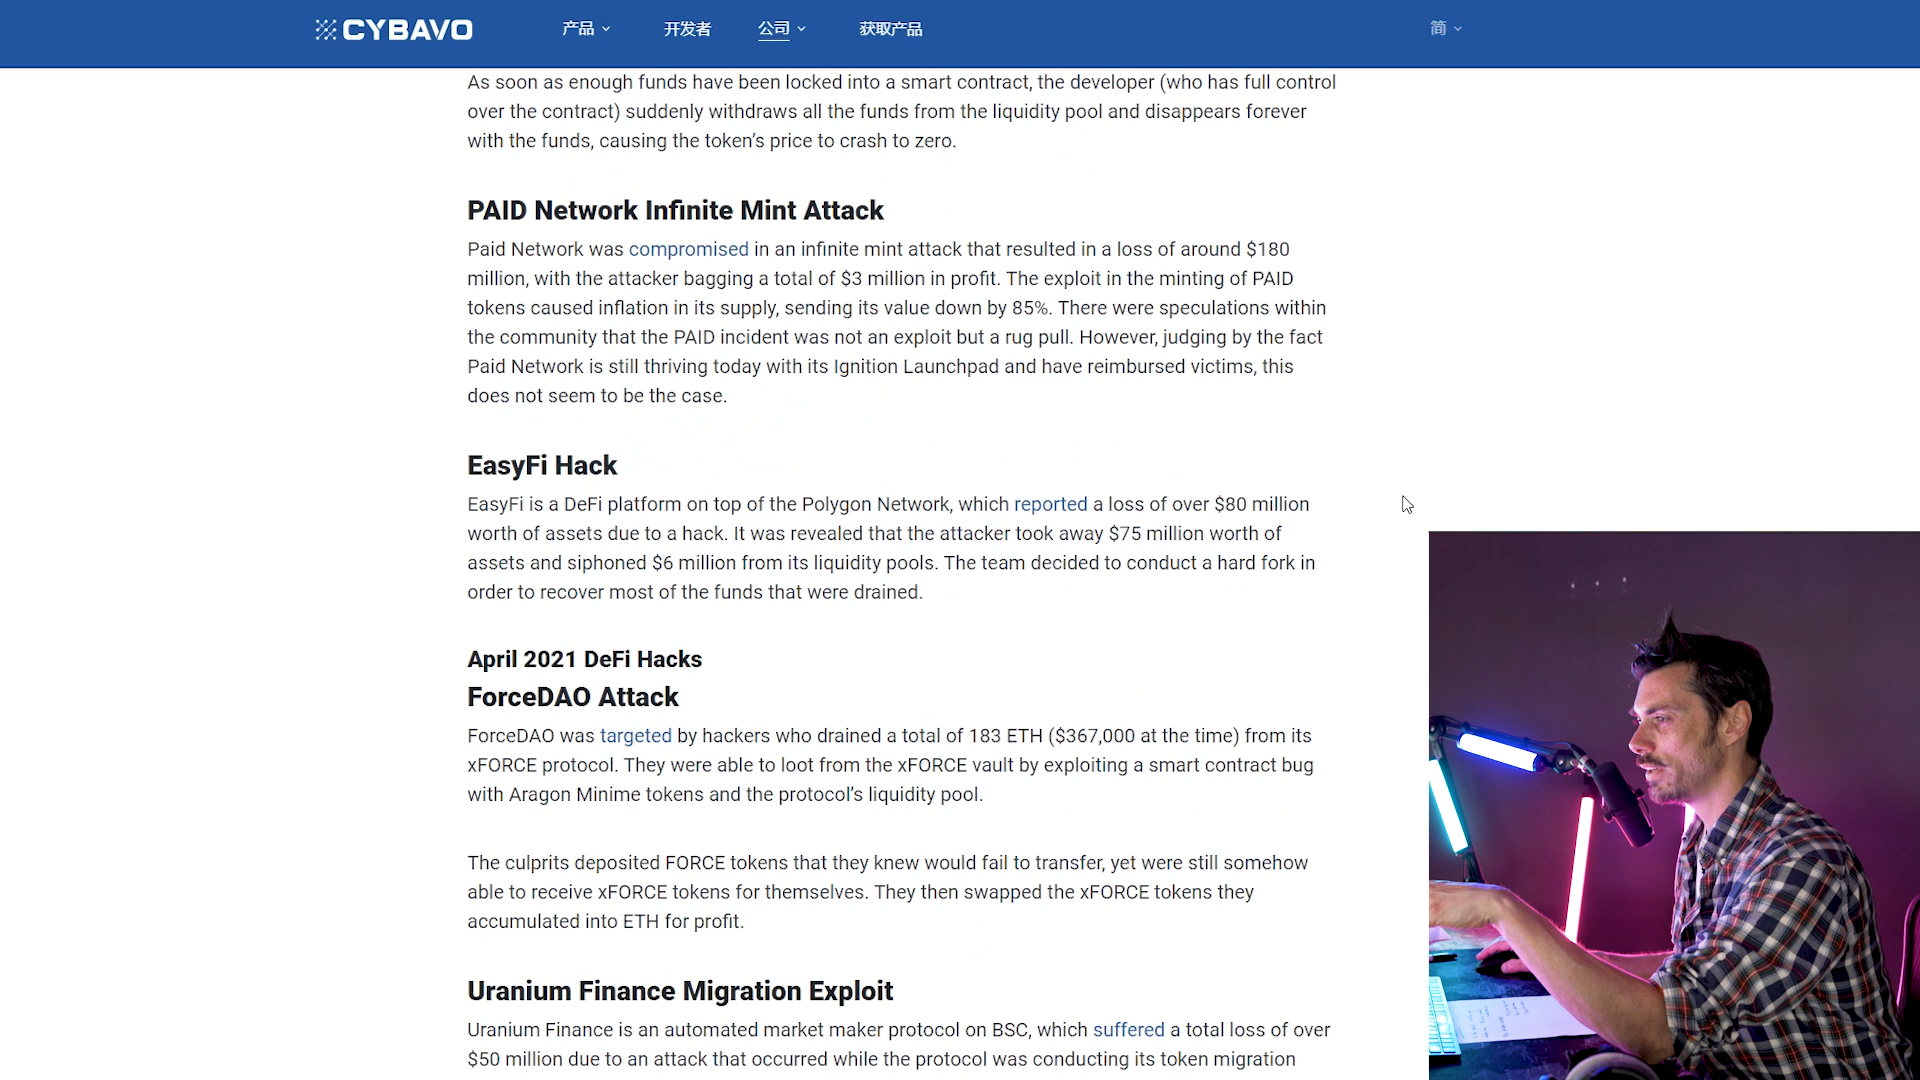 CYBAVO 产品 开发者 公司 获取产品 简
As soon as enough funds have been locked into a smart contract, the developer (who has full control
over the contract) suddenly withdraws all the funds from the liquidity pool and disappears forever
with the funds, causing the token’s price to crash to zero.
PAID Network Infinite Mint Attack
Paid Network was compromised in an infinite mint attack that resulted in a loss of around $180
million, with the attacker bagging a total of $3 million in profit. The exploit in the minting of PAID
tokens caused inflation in its supply, sending its value down by 85%. There were speculations within
the community that the PAID incident was not an exploit but a rug pull. However, judging by the fact
Paid Network is still thriving today with its Ignition Launchpad and have reimbursed victims, this
does not seem to be the case.
EasyFi Hack
EasyFi is a DeFi platform on top of the Polygon Network, which reported a loss of over $80 million
worth of assets due to a hack. It was revealed that the attacker took away $75 million worth of
assets and siphoned $6 million from its liquidity pools. The team decided to conduct a hard fork in
order to recover most of the funds that were drained.
April 2021 DeFi Hacks
ForceDAO Attack
ForceDAO was targeted by hackers who drained a total of 183 ETH ($367,000 at the time) from its
xFORCE protocol. They were able to loot from the xFORCE vault by exploiting a smart contract bug
with Aragon Minime tokens and the protocol’s liquidity pool.
The culprits deposited FORCE tokens that they knew would fail to transfer, yet were still somehow
able to receive xFORCE tokens for themselves. They then swapped the xFORCE tokens they
accumulated into ETH for profit.
Uranium Finance Migration Exploit
Uranium Finance is an automated market maker protocol on BSC, which suffered a total loss of over
$50 million due to an attack that occurred while the protocol was conducting its token migration